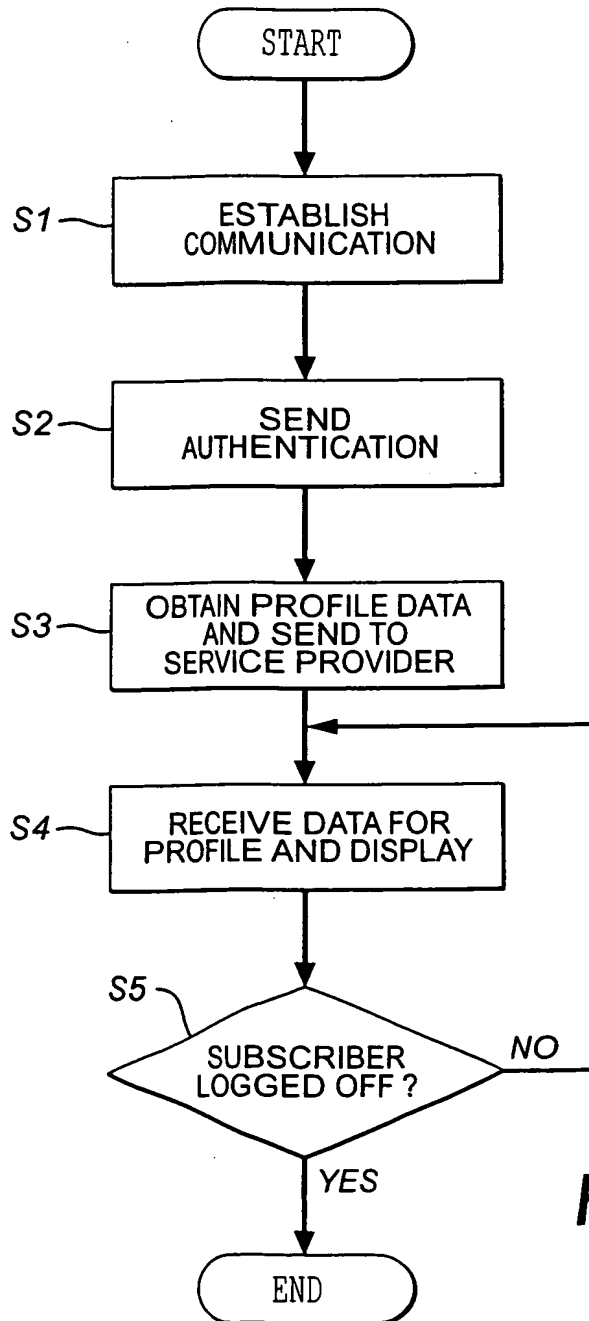 START
S1
ESTABLISH
COMMUNICATION
S2
SEND
AUTHENTICATION
S3
OBTAIN PROFILE DATA
AND SEND TO
SERVICE PROVIDER
S4
RECEIVE DATA FOR
PROFILE AND DISPLAY
S5
SUBSCRIBER
LOGGED OFF ?
NO
YES
END